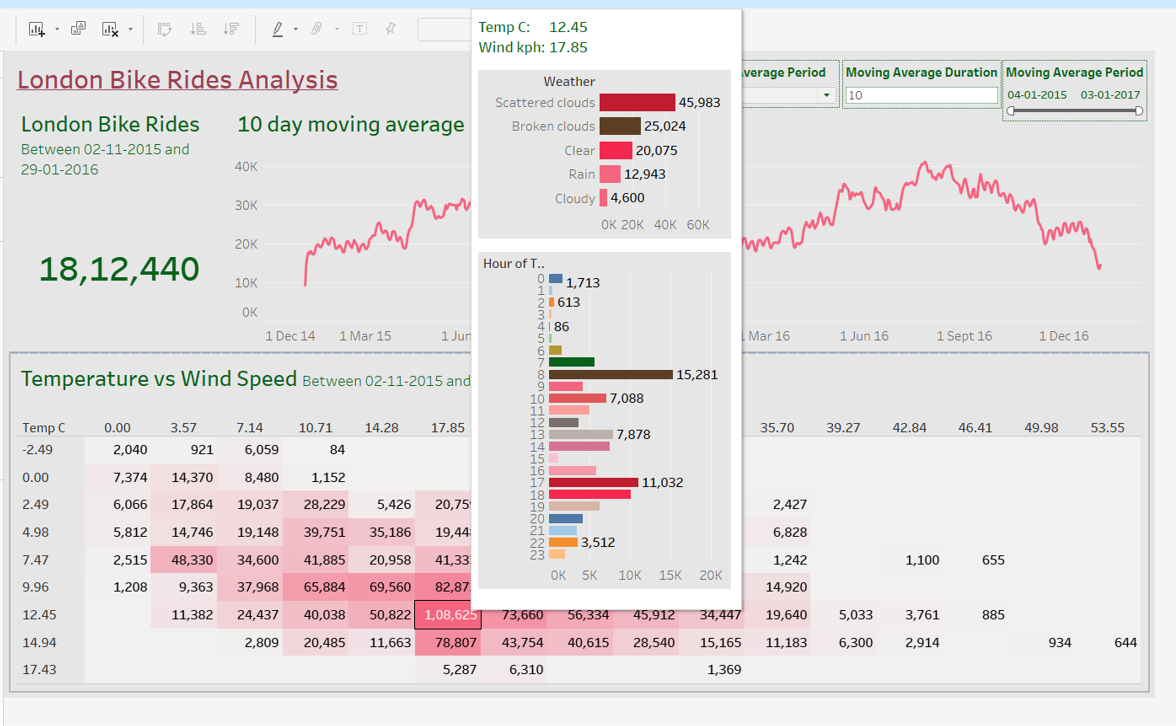 London Bike Rides Analysis
London Bike Rides
Between 02-11-2015 and
29-01-2016
18,12,440
10 day moving average
40K
30K
20K
10K
0K
1 Dec 14 1 Mar 15 1 Jun
Mar 16 1 Jun 16 1 Sept 16 1 Dec 16
Average Period
Moving Average Duration
10
Moving Average Period
04-01-2015 03-01-2017
Temp C: 12.45
Wind kph: 17.85
Weather
Scattered clouds 45,983
Broken clouds 25,024
Clear 20,075
Rain 12,943
Cloudy 4,600
0K 20K 40K 60K
Hour of T..
0 1,713
1
2 613
3
4 86
5
6
7
8 15,281
9
10 7,088
11
12
13 7,878
14
15
16
17 11,032
18
19
20
21
22 3,512
23
0K 5K 10K 15K 20K
Temperature vs Wind Speed Between 02-11-2015 and
Temp C 0.00 3.57 7.14 10.71 14.28 17.85 35.70 39.27 42.84 46.41 49.98 53.55
-2.49 2,040 921 6,059 84
0.00 7,374 14,370 8,480 1,152
2.49 6,066 17,864 19,037 28,229 5,426 20,759 2,427
4.98 5,812 14,746 19,148 39,751 35,186 19,448 6,828
7.47 2,515 48,330 34,600 41,885 20,958 41,33 1,242 1,100 655
9.96 1,208 9,363 37,968 65,884 69,560 82,87 14,920
12.45 11,382 24,437 40,038 50,822 1,08,625 73,660 56,334 45,912 34,447 19,640 5,033 3,761 885
14.94 2,809 20,485 11,663 78,807 43,754 40,615 28,540 15,165 11,183 6,300 2,914 934 644
17.43 5,287 6,310 1,369